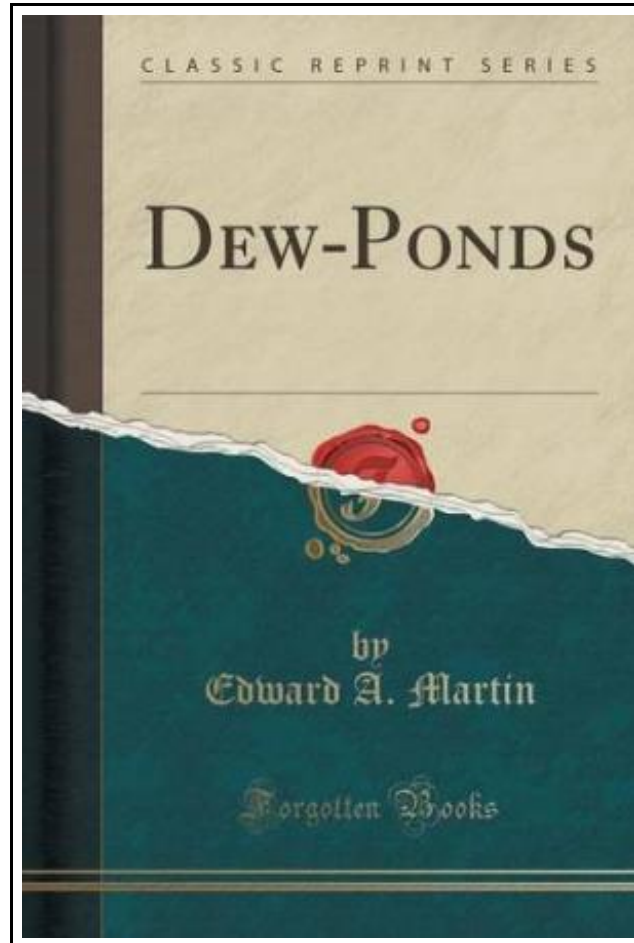 CLASSIC REPRINT SERIES
DEW-PONDS
F
by
Edward A. Martin
Forgotten Books